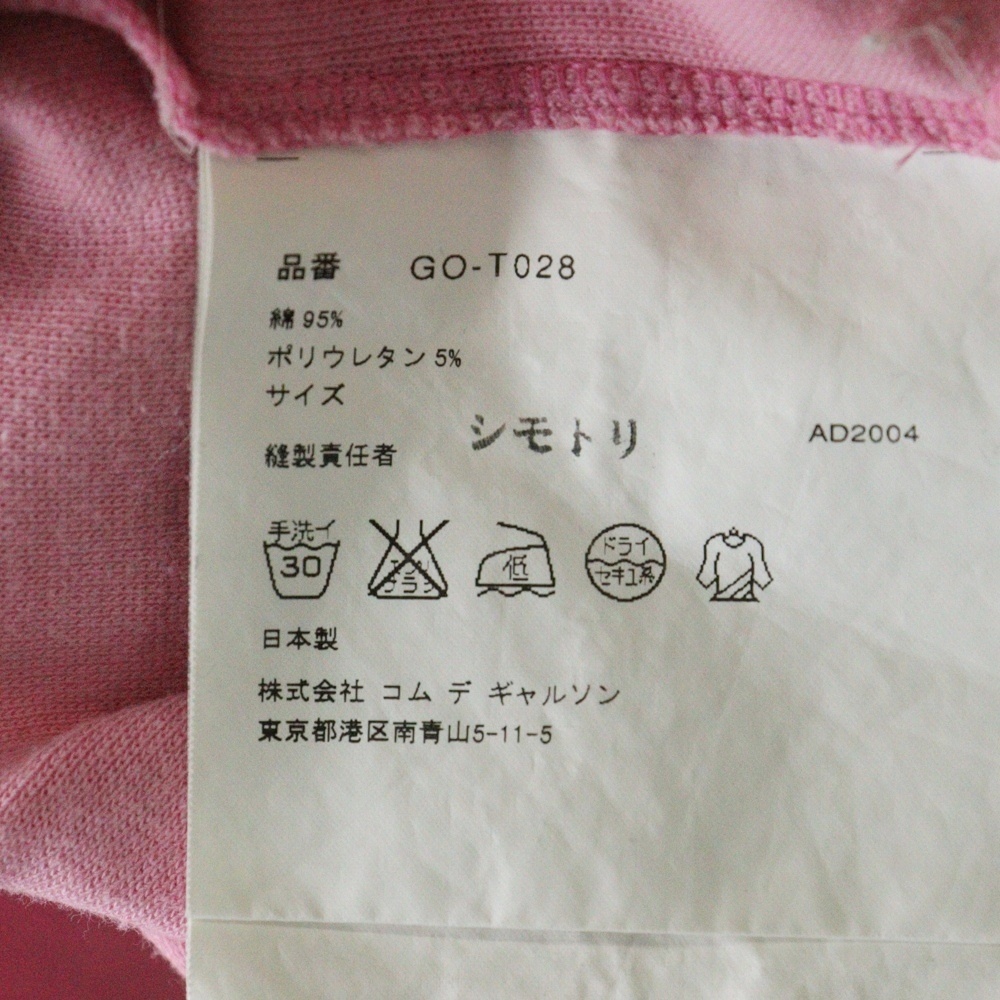 品番 GO-T028
綿 95%
ポリウレタン 5%
サイズ
シモトリ
AD2004
縫製責任者
手洗イ
30
低
ドライ
セキユ系
日本製
株式会社 コム デ ギャルソン
東京都港区南青山5-11-5